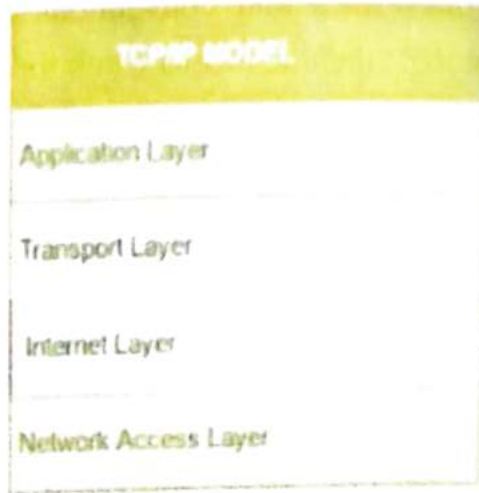 TCP/IP MODEL
Application Layer
Transport Layer
Internet Layer
Network Access Layer